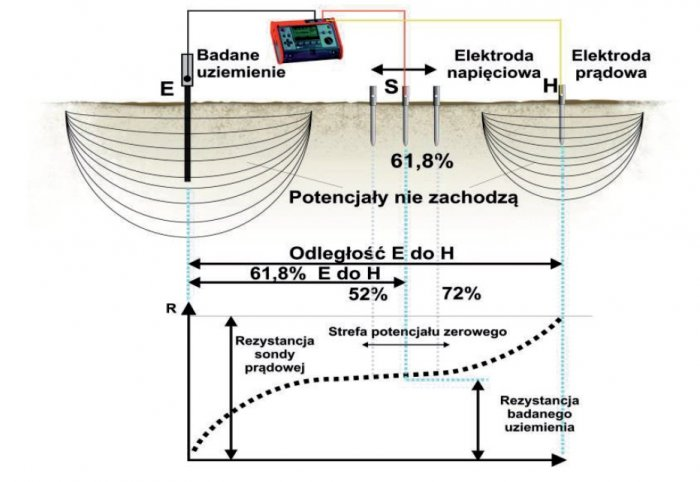 Badane
uziemienie
E
S
Elektroda
napięciowa
H
Elektroda
prądowa
61,8%
Potencjały nie zachodzą
Odległość E do H
61,8% E do H
52%
72%
R
Strefa potencjału zerowego
Rezystancja
sondy
prądowej
Rezystancja
badanego
uziemienia